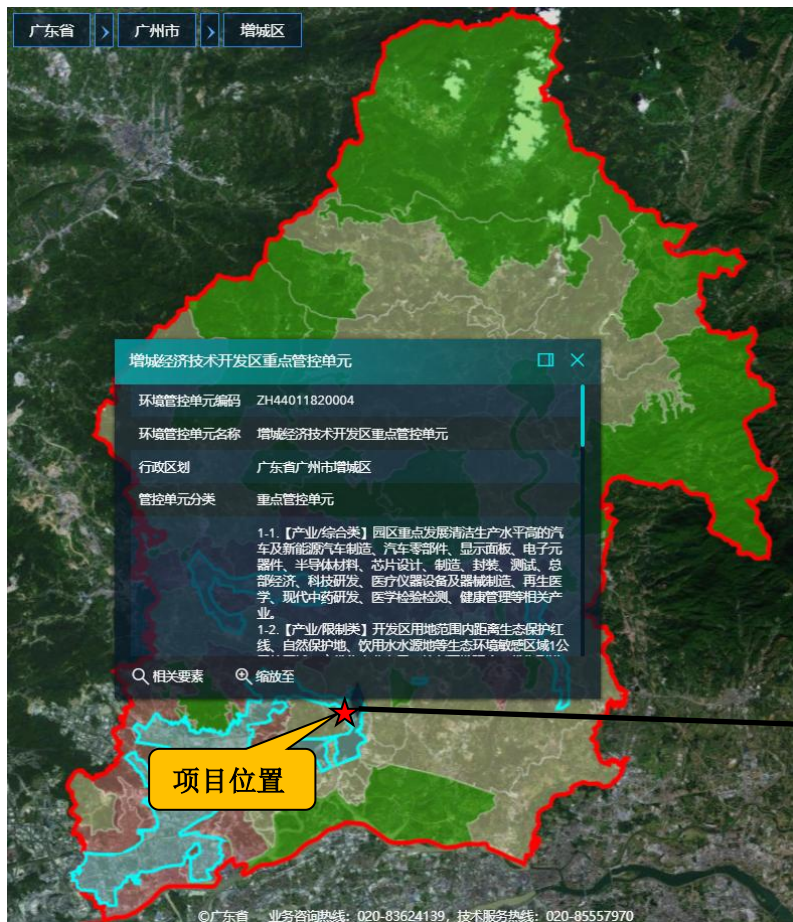 广东省 > 广州市 > 增城区
增城经济技术开发区重点管控单元
环境管控单元编码 ZH44011820004
环境管控单元名称 增城经济技术开发区重点管控单元
行政区划 广东省广州市增城区
管控单元分类 重点管控单元
1-1.【产业/综合类】园区重点发展清洁生产水平高的汽
车及新能源汽车制造、汽车零部件、显示面板、电子元
器件、半导体材料、芯片设计、制造、封装、测试、总
部经济、科技研发、医疗仪器设备及器械制造、再生医
学、现代中药研发、医学检验检测、健康管理等相关产
业。
1-2.【产业/限制类】开发区用地范围内距离生态保护红
线、自然保护地、饮用水水源地等生态环境敏感区域1公
相关要素 缩放至
项目位置
©广东省 业务咨询热线：020-83624139，技术服务热线：020-85557970